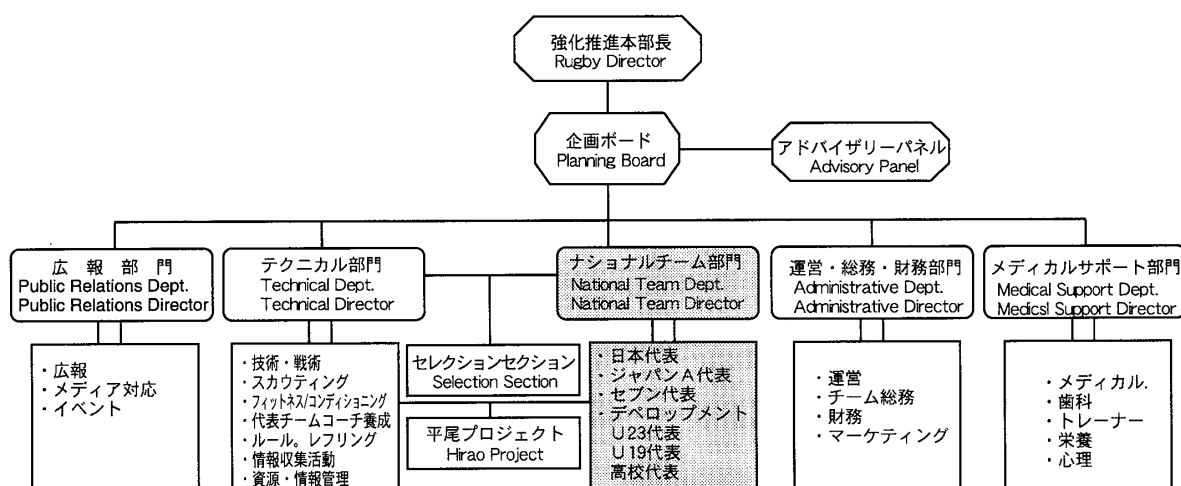 強化推進本部長
Rugby Director
企画ボード
Planning Board
アドバイザリーパネル
Advisory Panel
広報部門
Public Relations Dept.
Public Relations Director
・広報
・メディア対応
・イベント
テクニカル部門
Technical Dept.
Technical Director
・技術・戦術
・スカウティング
・フィットネス/コンディショニング
・代表チームコーチ養成
・ルール。レフリング
・情報収集活動
・資源・情報管理
セレクションセクション
Selection Section
平尾プロジェクト
Hirao Project
ナショナルチーム部門
National Team Dept.
National Team Director
・日本代表
・ジャパンA代表
・セブン代表
・デペロップメント
U23代表
U19代表
高校代表
運営・総務・財務部門
Administrative Dept.
Administrative Director
・運営
・チーム総務
・財務
・マーケティング
メディカルサポート部門
Medical Support Dept.
Medicsl Support Director
・メディカル.
・歯科
・トレーナー
・栄養
・心理